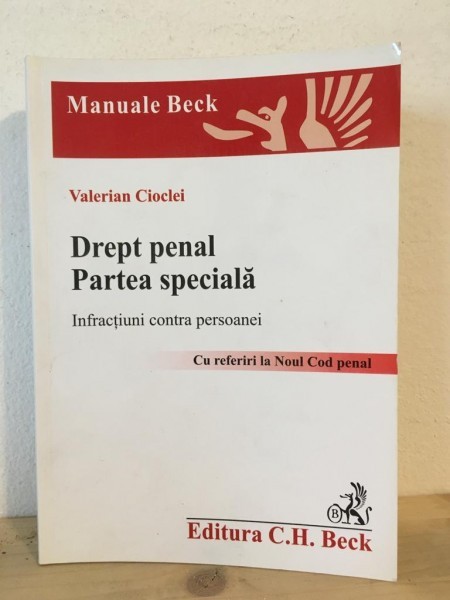 Manuale Beck
Valerian Cioclei
Drept penal
Partea specială
Infracțiuni contra persoanei
Cu referiri la Noul Cod penal
B
Editura C.H. Beck